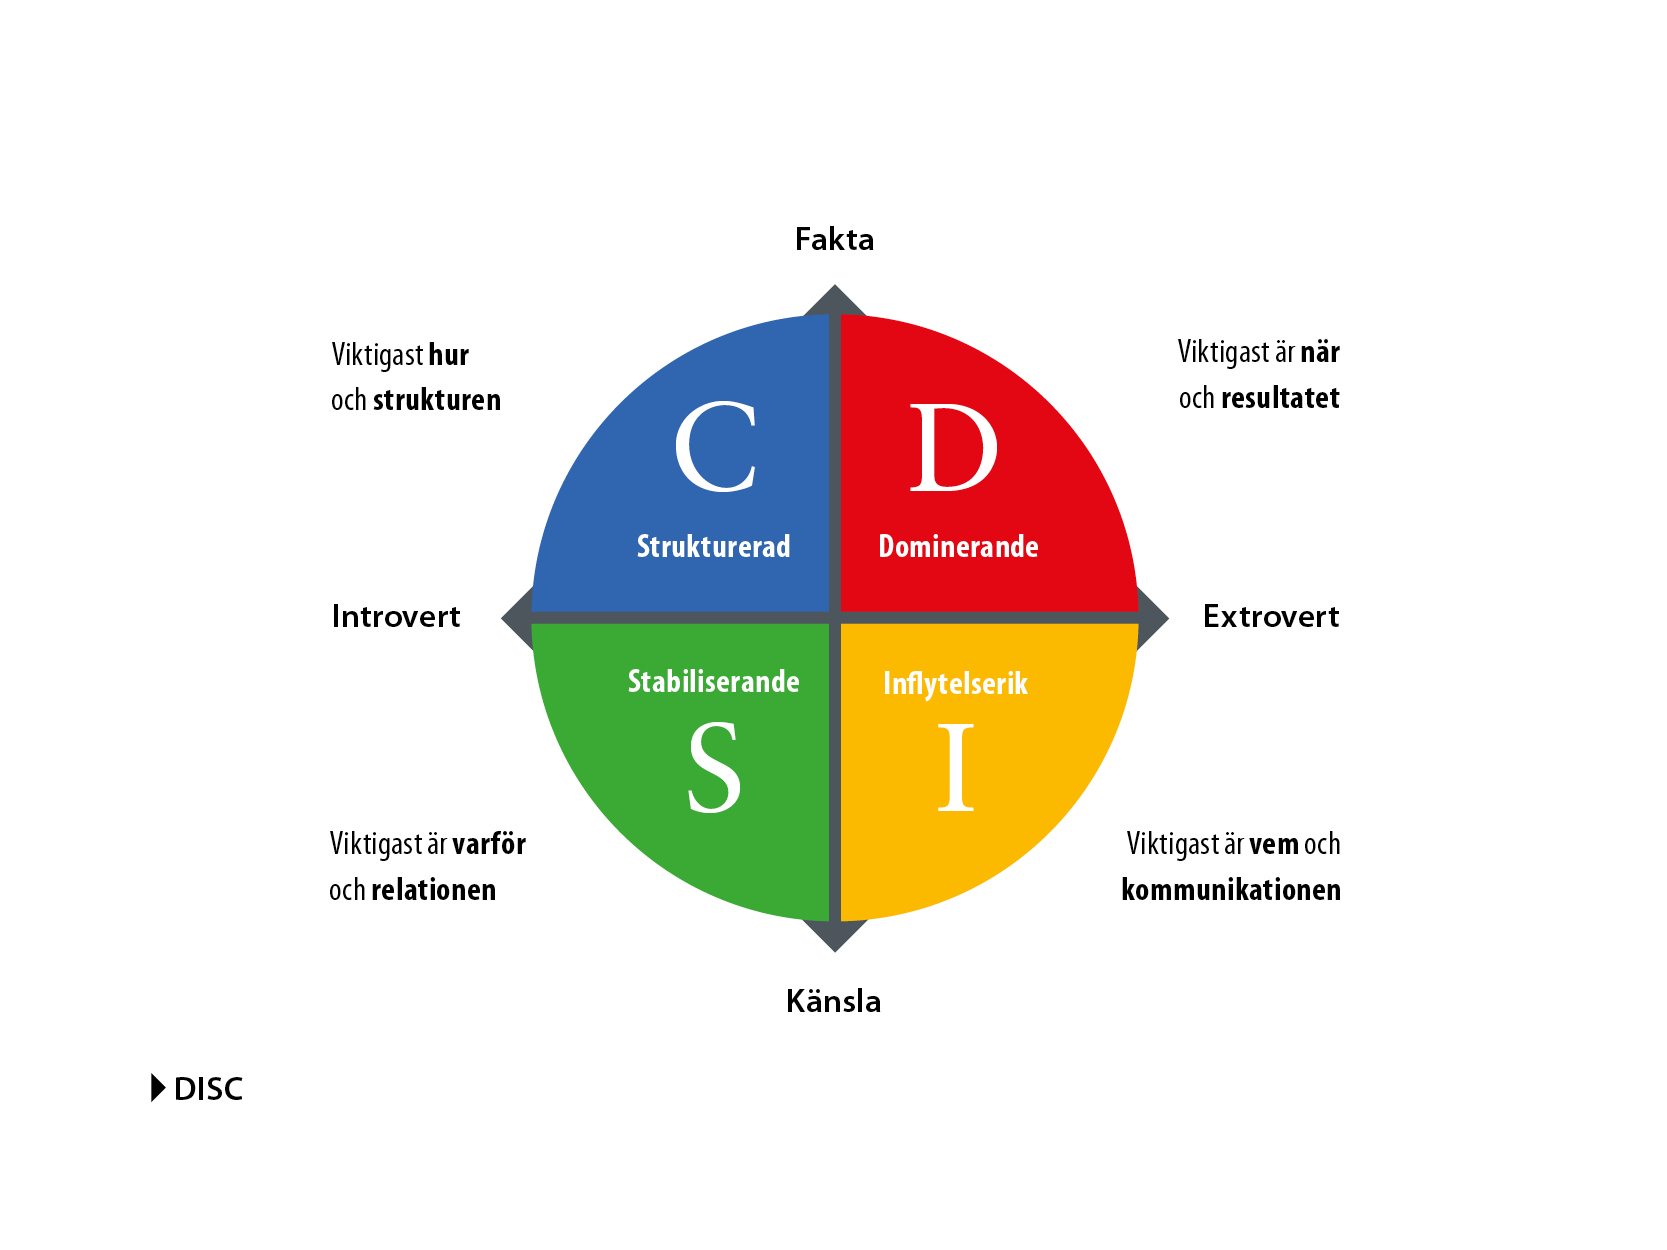 Fakta
Viktigast hur
och strukturen
Viktigast är när
och resultatet
C
Strukturerad
D
Dominerande
Introvert
Extrovert
Stabiliserande
S
Inflytelserik
I
Viktigast är varför
och relationen
Viktigast är vem och
kommunikationen
Känsla
DISC